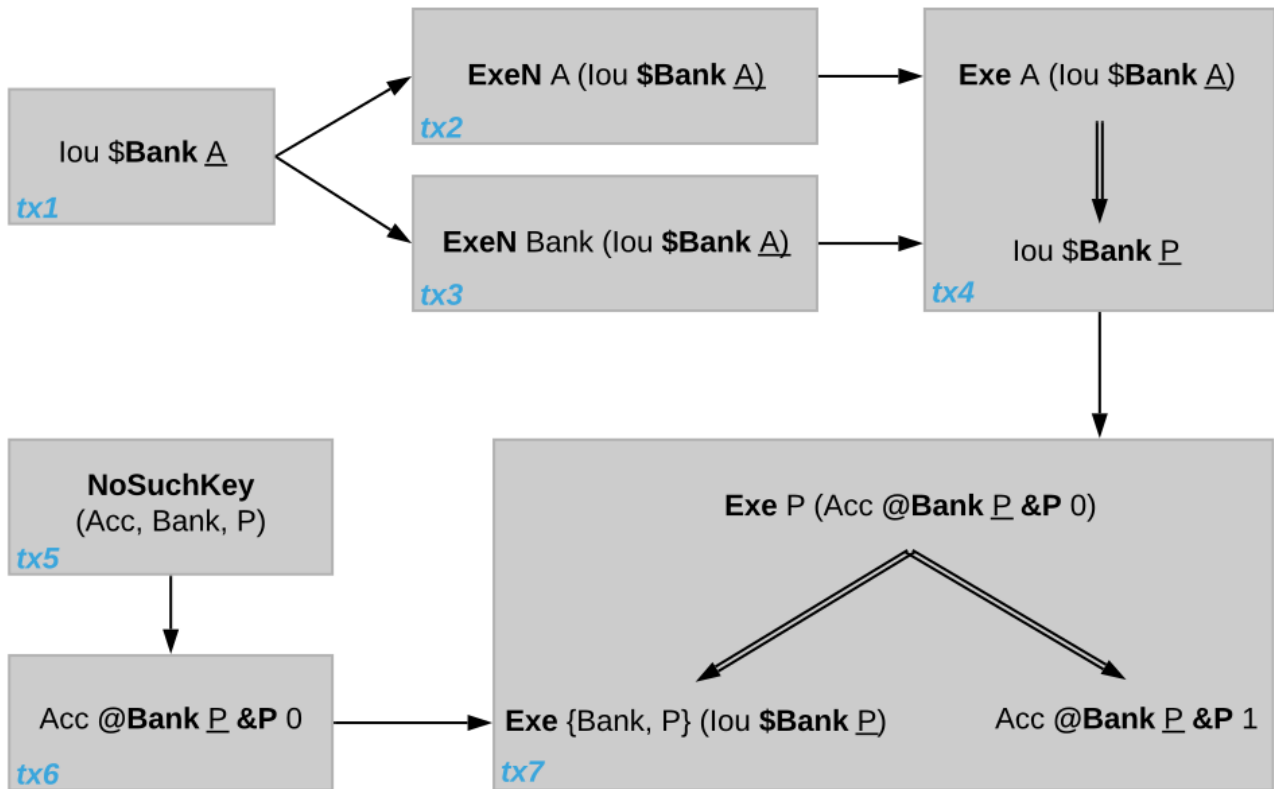 Iou $Bank A
tx1
ExeN A (Iou $Bank A)
tx2
ExeN Bank (Iou $Bank A)
tx3
Exe A (Iou $Bank A)
Iou $Bank P
tx4
NoSuchKey
(Acc, Bank, P)
tx5
Acc @Bank P &P 0
tx6
Exe P (Acc @Bank P &P 0)
Exe {Bank, P} (Iou $Bank P)
Acc @Bank P &P 1
tx7